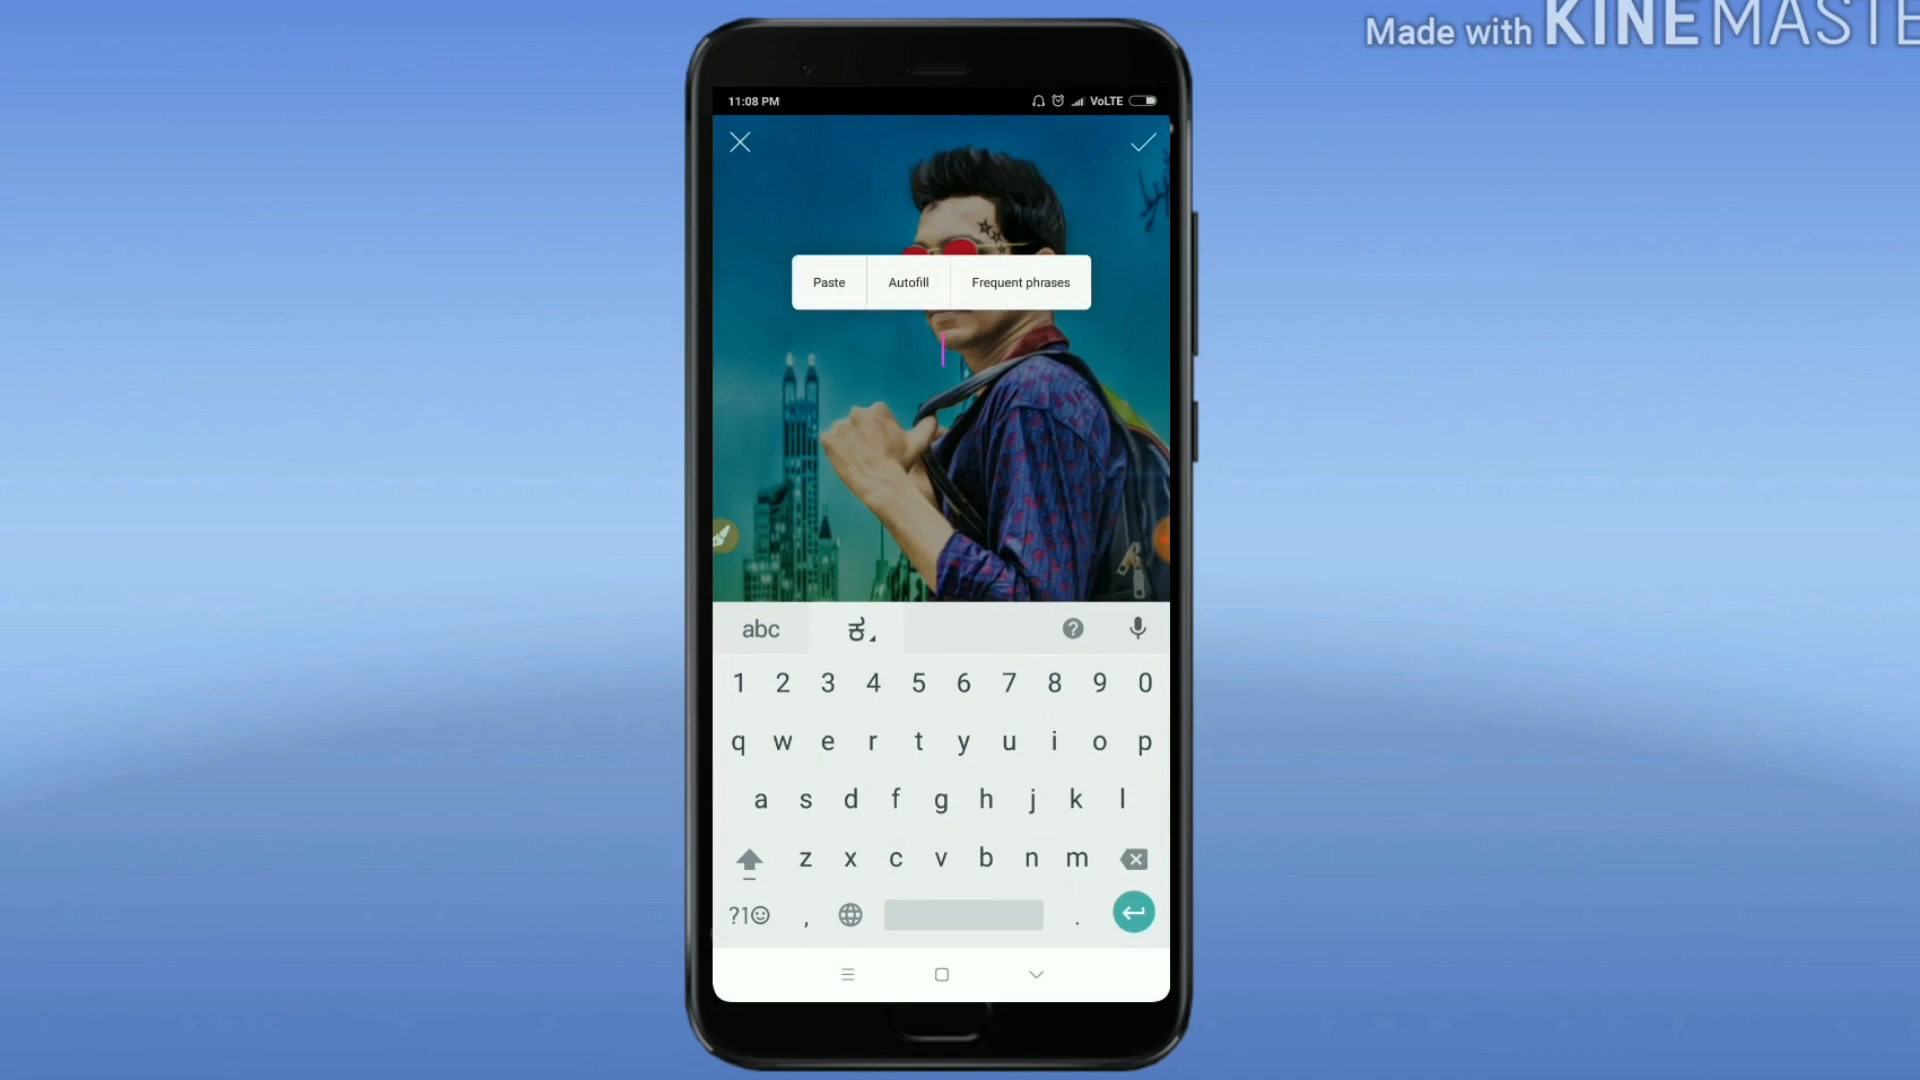 Made with KINEMASTE
11:08 PM
VoLTE
Paste Autofill Frequent phrases
abc ಕ
1 2 3 4 5 6 7 8 9 0
q w e r t y u i o p
a s d f g h j k l
z x c v b n m
?1☺ , .